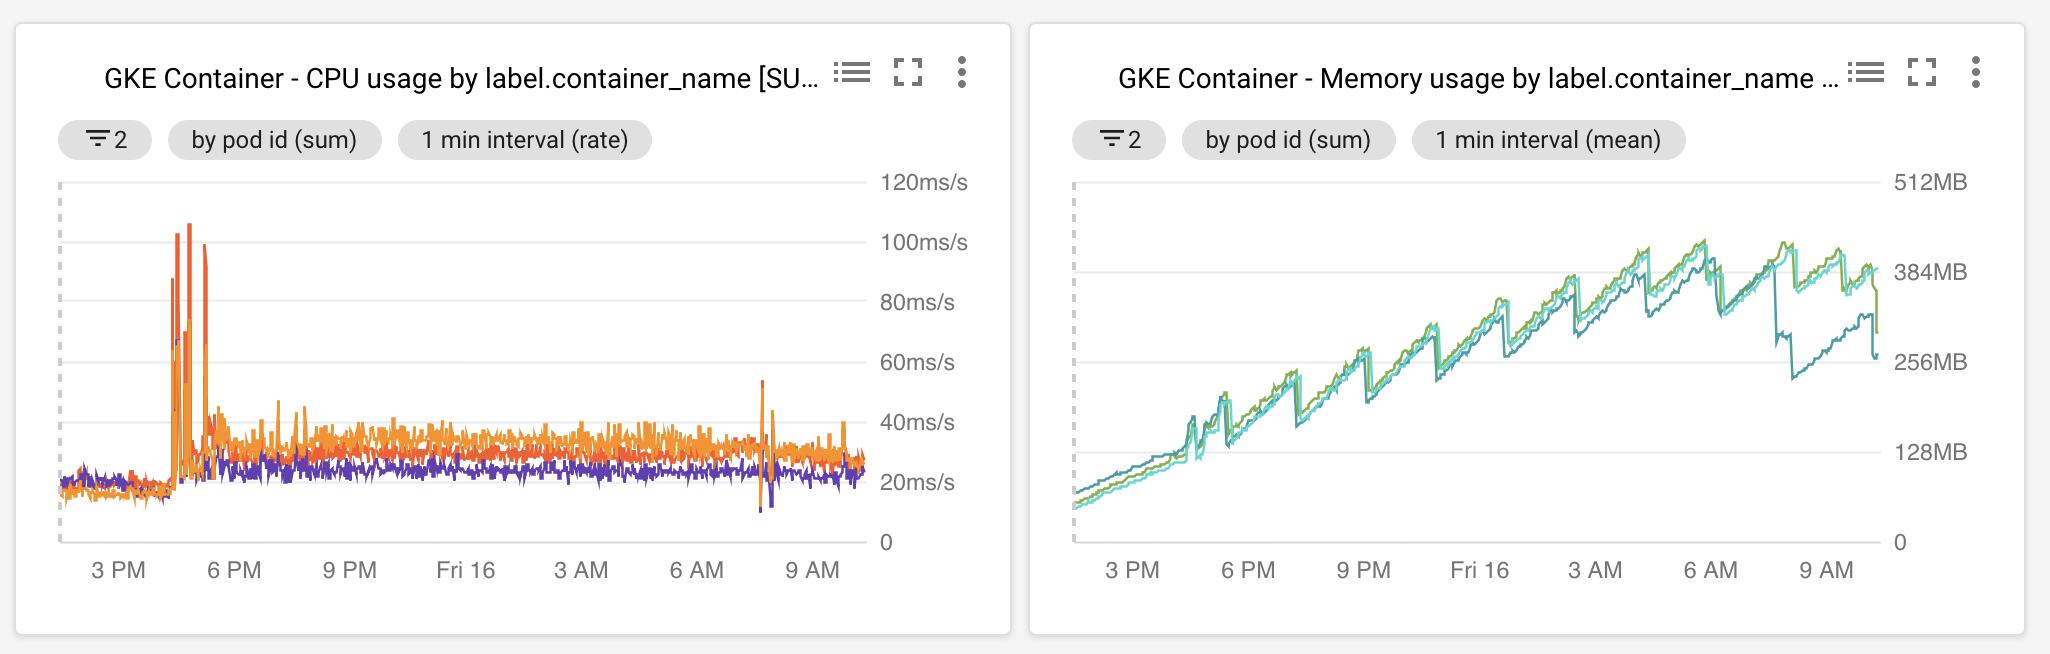 GKE Container - CPU usage by label.container_name [SU...
2
by pod id (sum)
1 min interval (rate)
120ms/s
100ms/s
80ms/s
60ms/s
40ms/s
20ms/s
0
3 PM 6 PM 9 PM Fri 16 3 AM 6 AM 9 AM
GKE Container - Memory usage by label.container_name ...
2
by pod id (sum)
1 min interval (mean)
512MB
384MB
256MB
128MB
0
3 PM 6 PM 9 PM Fri 16 3 AM 6 AM 9 AM